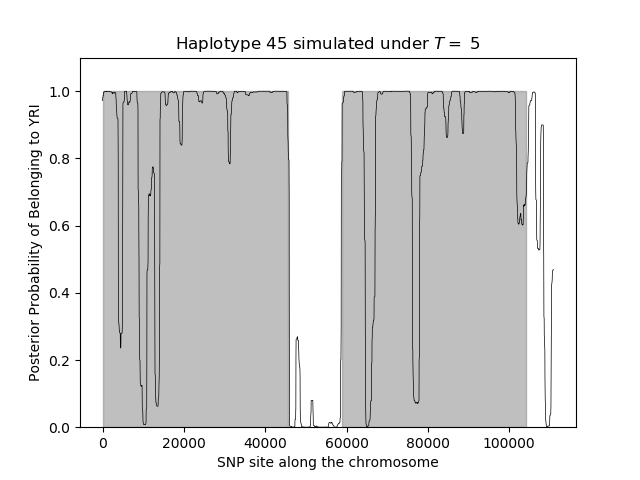 Haplotype 45 simulated under T = 5
Posterior Probability of Belonging to YRI
1.0
0.8
0.6
0.4
0.2
0.0
0 20000 40000 60000 80000 100000
SNP site along the chromosome